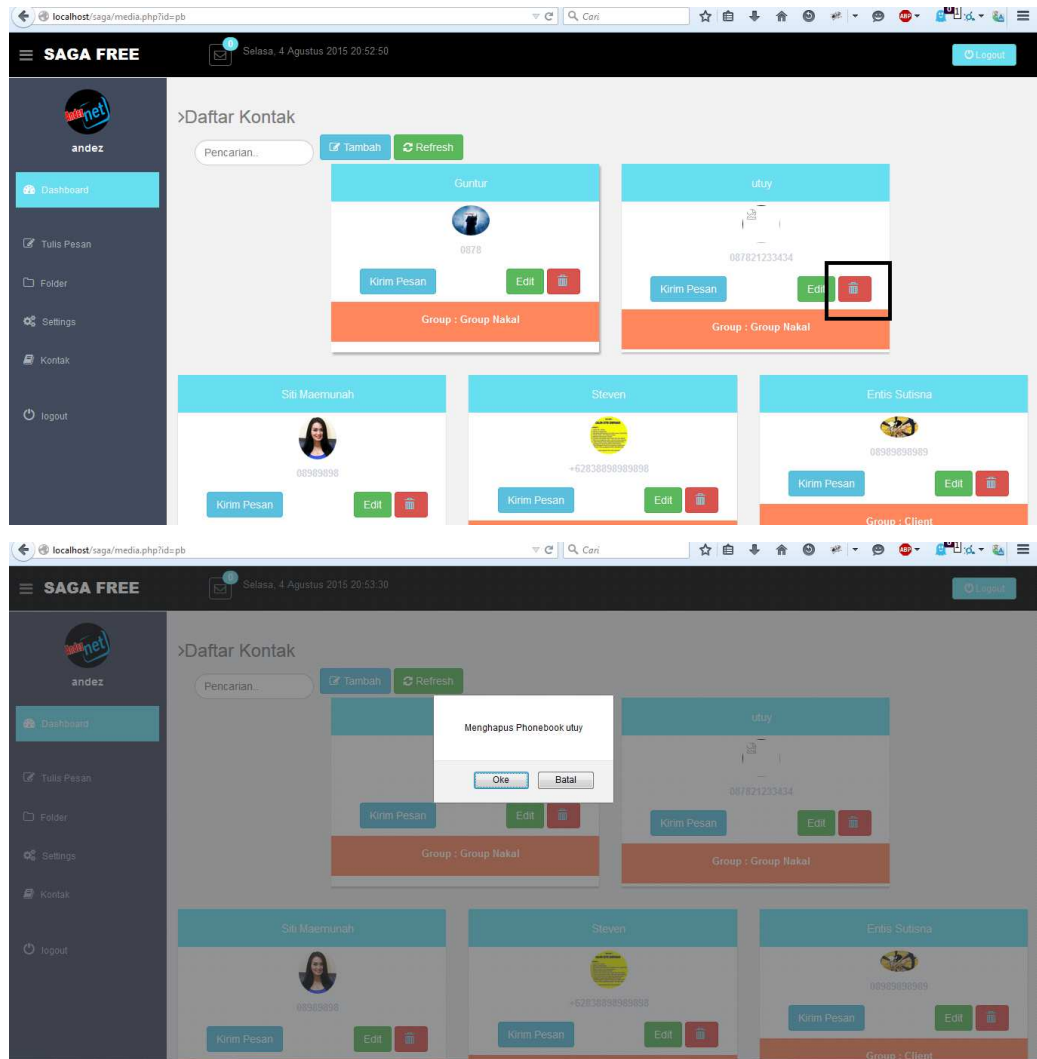 localhost/saga/media.php?id=pb
Cari
SAGA FREE
0
Selasa, 4 Agustus 2015 20:52:50
Logout
andez
>Daftar Kontak
Pencarian..
Tambah
Refresh
Dashboard
Tulis Pesan
Folder
Settings
Kontak
logout
Guntur
0878
Kirim Pesan
Edit
Group : Group Nakal
utuy
087821233434
Kirim Pesan
Edit
Group : Group Nakal
Siti Maemunah
08989898
Kirim Pesan
Edit
Steven
+62838898989898
Kirim Pesan
Edit
Entis Sutisna
08989898989
Kirim Pesan
Edit
Group : Client
localhost/saga/media.php?id=pb
Cari
SAGA FREE
0
Selasa, 4 Agustus 2015 20:53:30
Logout
andez
>Daftar Kontak
Pencarian..
Tambah
Refresh
Dashboard
Tulis Pesan
Folder
Settings
Kontak
logout
Menghapus Phonebook utuy
Oke
Batal
Kirim Pesan
Edit
Group : Group Nakal
utuy
087821233434
Kirim Pesan
Edit
Group : Group Nakal
Siti Maemunah
08989898
Kirim Pesan
Edit
Steven
+62838898989898
Kirim Pesan
Edit
Entis Sutisna
08989898989
Kirim Pesan
Edit
Group : Client